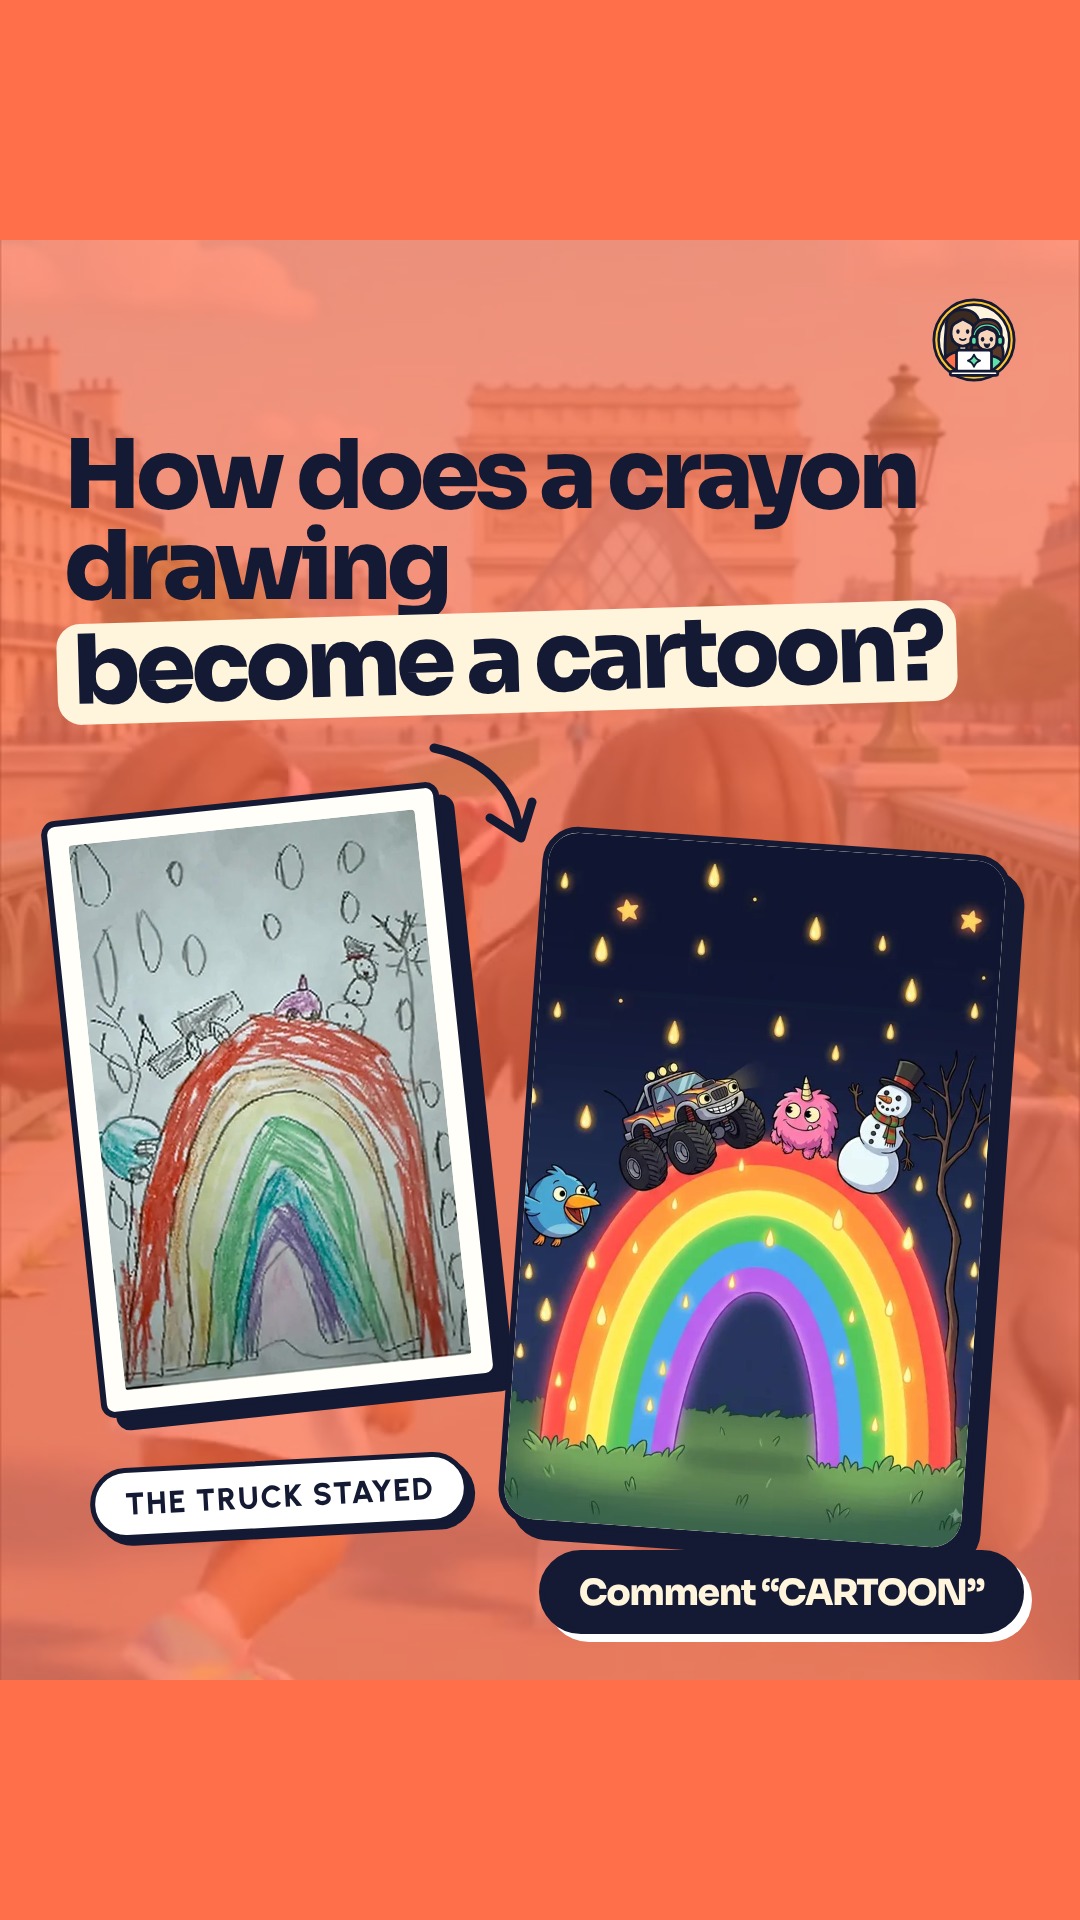 How does a crayon
drawing
become a cartoon?
THE TRUCK STAYED
Comment “CARTOON”